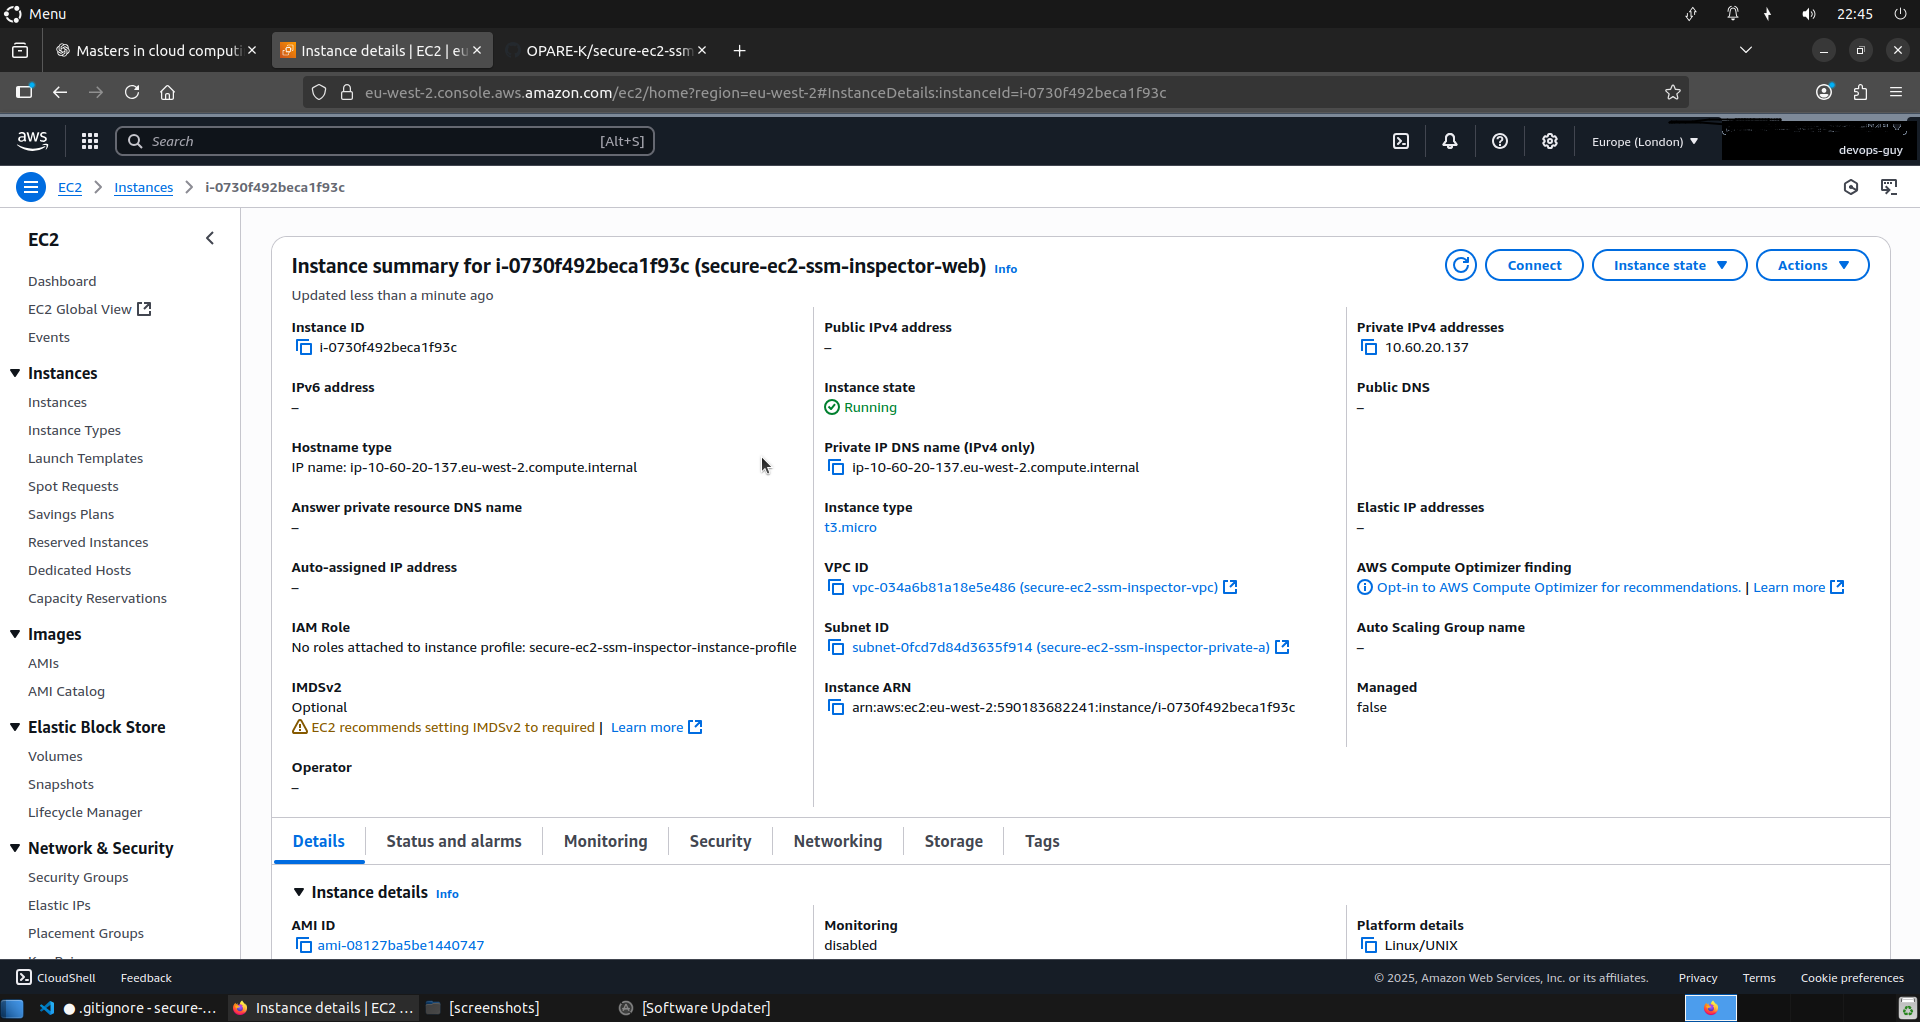 Menu
22:45
Masters in cloud computi
Instance details | EC2 | eu
OPARE-K/secure-ec2-ssm
eu-west-2.console.aws.amazon.com/ec2/home?region=eu-west-2#InstanceDetails:instanceId=i-0730f492beca1f93c
aws
Search
[Alt+S]
Europe (London)
devops-guy
EC2
Instances
i-0730f492beca1f93c
EC2
Dashboard
EC2 Global View
Events
Instances
Instances
Instance Types
Launch Templates
Spot Requests
Savings Plans
Reserved Instances
Dedicated Hosts
Capacity Reservations
Images
AMIs
AMI Catalog
Elastic Block Store
Volumes
Snapshots
Lifecycle Manager
Network & Security
Security Groups
Elastic IPs
Placement Groups
Instance summary for i-0730f492beca1f93c (secure-ec2-ssm-inspector-web) Info
Updated less than a minute ago
Connect
Instance state
Actions
Instance ID
i-0730f492beca1f93c
Public IPv4 address
–
Private IPv4 addresses
10.60.20.137
IPv6 address
–
Instance state
Running
Public DNS
–
Hostname type
IP name: ip-10-60-20-137.eu-west-2.compute.internal
Private IP DNS name (IPv4 only)
ip-10-60-20-137.eu-west-2.compute.internal
Answer private resource DNS name
–
Instance type
t3.micro
Elastic IP addresses
–
Auto-assigned IP address
–
VPC ID
vpc-034a6b81a18e5e486 (secure-ec2-ssm-inspector-vpc)
AWS Compute Optimizer finding
Opt-in to AWS Compute Optimizer for recommendations. | Learn more
IAM Role
No roles attached to instance profile: secure-ec2-ssm-inspector-instance-profile
Subnet ID
subnet-0fcd7d84d3635f914 (secure-ec2-ssm-inspector-private-a)
Auto Scaling Group name
–
IMDSv2
Optional
EC2 recommends setting IMDSv2 to required | Learn more
Instance ARN
arn:aws:ec2:eu-west-2:590183682241:instance/i-0730f492beca1f93c
Managed
false
Operator
–
Details
Status and alarms
Monitoring
Security
Networking
Storage
Tags
Instance details Info
AMI ID
ami-08127ba5be1440747
Monitoring
disabled
Platform details
Linux/UNIX
CloudShell
Feedback
© 2025, Amazon Web Services, Inc. or its affiliates.
Privacy
Terms
Cookie preferences
.gitignore - secure-...
Instance details | EC2 ...
[screenshots]
[Software Updater]